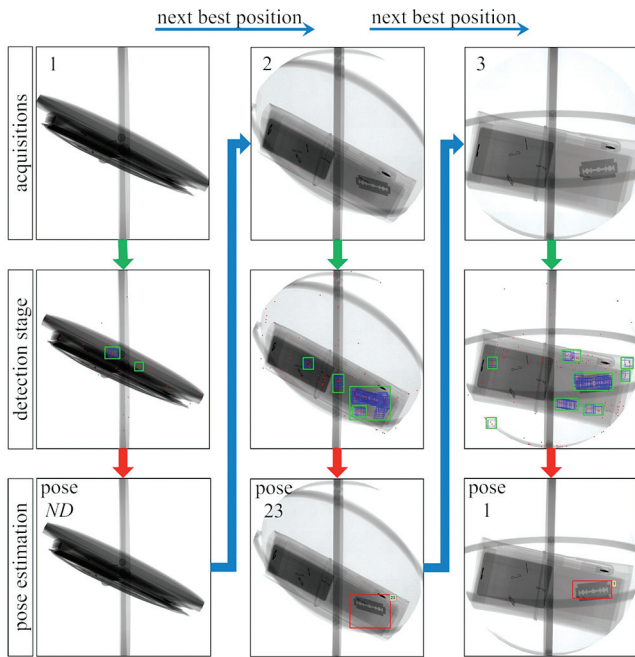 next best position
next best position
acquisitions
1
2
3
detection stage
pose estimation
pose
ND
pose
23
pose
1